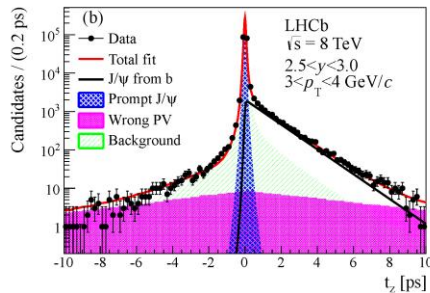 Candidates / (0.2 ps)
10⁵
10⁴
10³
10²
10
1
(b)
Data
Total fit
J/ψ from b
Prompt J/ψ
Wrong PV
Background
LHCb
√s = 8 TeV
2.5<y<3.0
3<p_T<4 GeV/c
-10 -8 -6 -4 -2 0 2 4 6 8 10
t_z [ps]